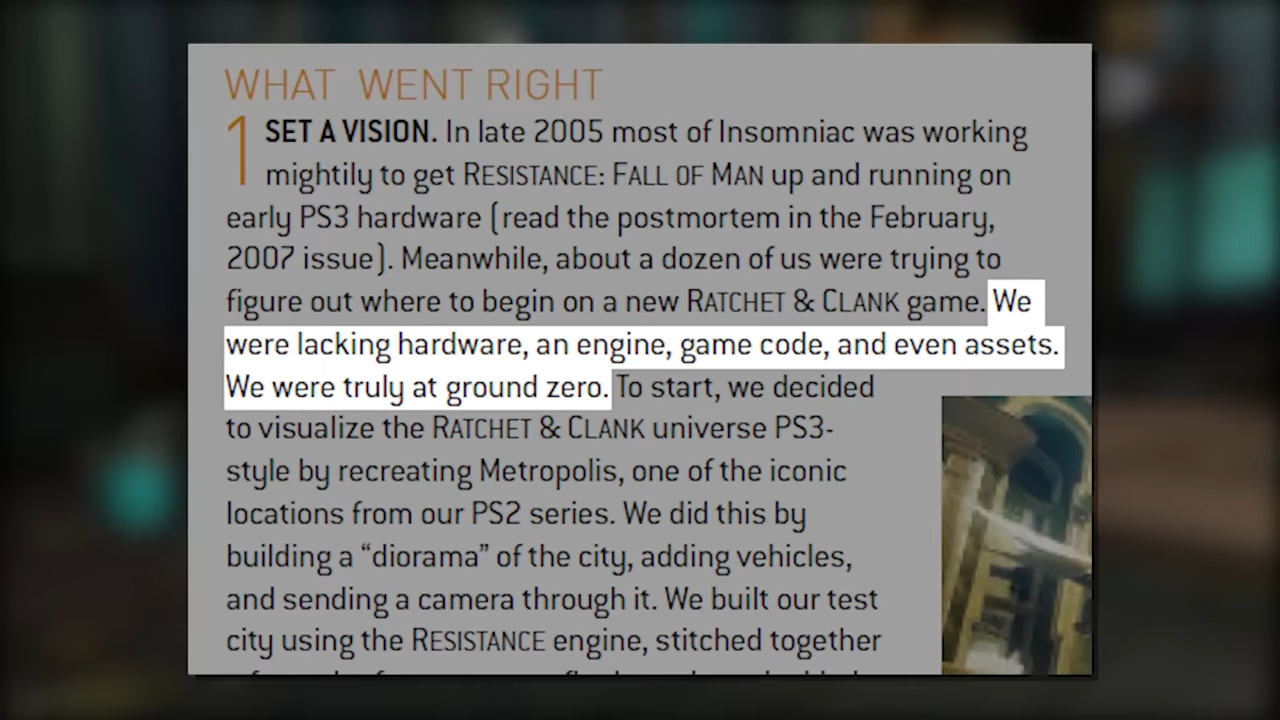 WHAT WENT RIGHT
1 SET A VISION. In late 2005 most of Insomniac was working
mightily to get RESISTANCE: FALL OF MAN up and running on
early PS3 hardware (read the postmortem in the February,
2007 issue). Meanwhile, about a dozen of us were trying to
figure out where to begin on a new RATCHET & CLANK game. We
were lacking hardware, an engine, game code, and even assets.
We were truly at ground zero. To start, we decided
to visualize the RATCHET & CLANK universe PS3-
style by recreating Metropolis, one of the iconic
locations from our PS2 series. We did this by
building a “diorama” of the city, adding vehicles,
and sending a camera through it. We built our test
city using the RESISTANCE engine, stitched together